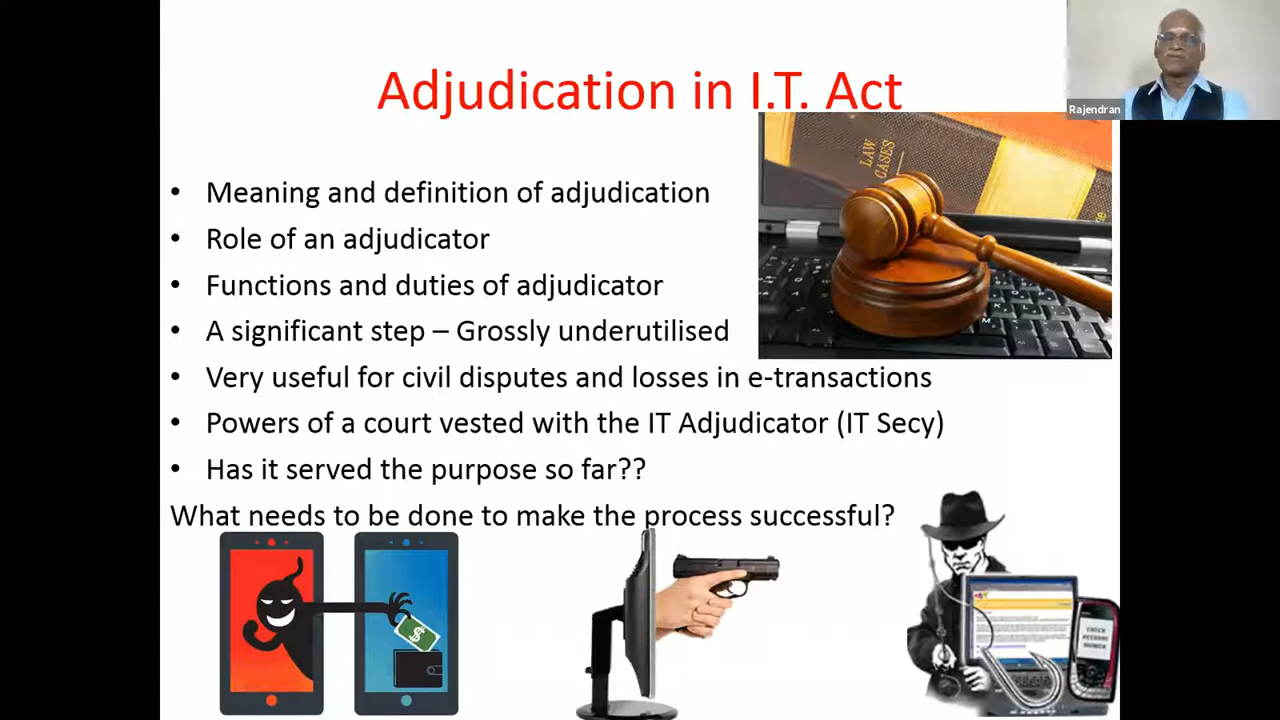 Adjudication in I.T. Act
Rajendran
LAW
CASES
• Meaning and definition of adjudication
• Role of an adjudicator
• Functions and duties of adjudicator
• A significant step – Grossly underutilised
• Very useful for civil disputes and losses in e-transactions
• Powers of a court vested with the IT Adjudicator (IT Secy)
• Has it served the purpose so far??
What needs to be done to make the process successful?
$